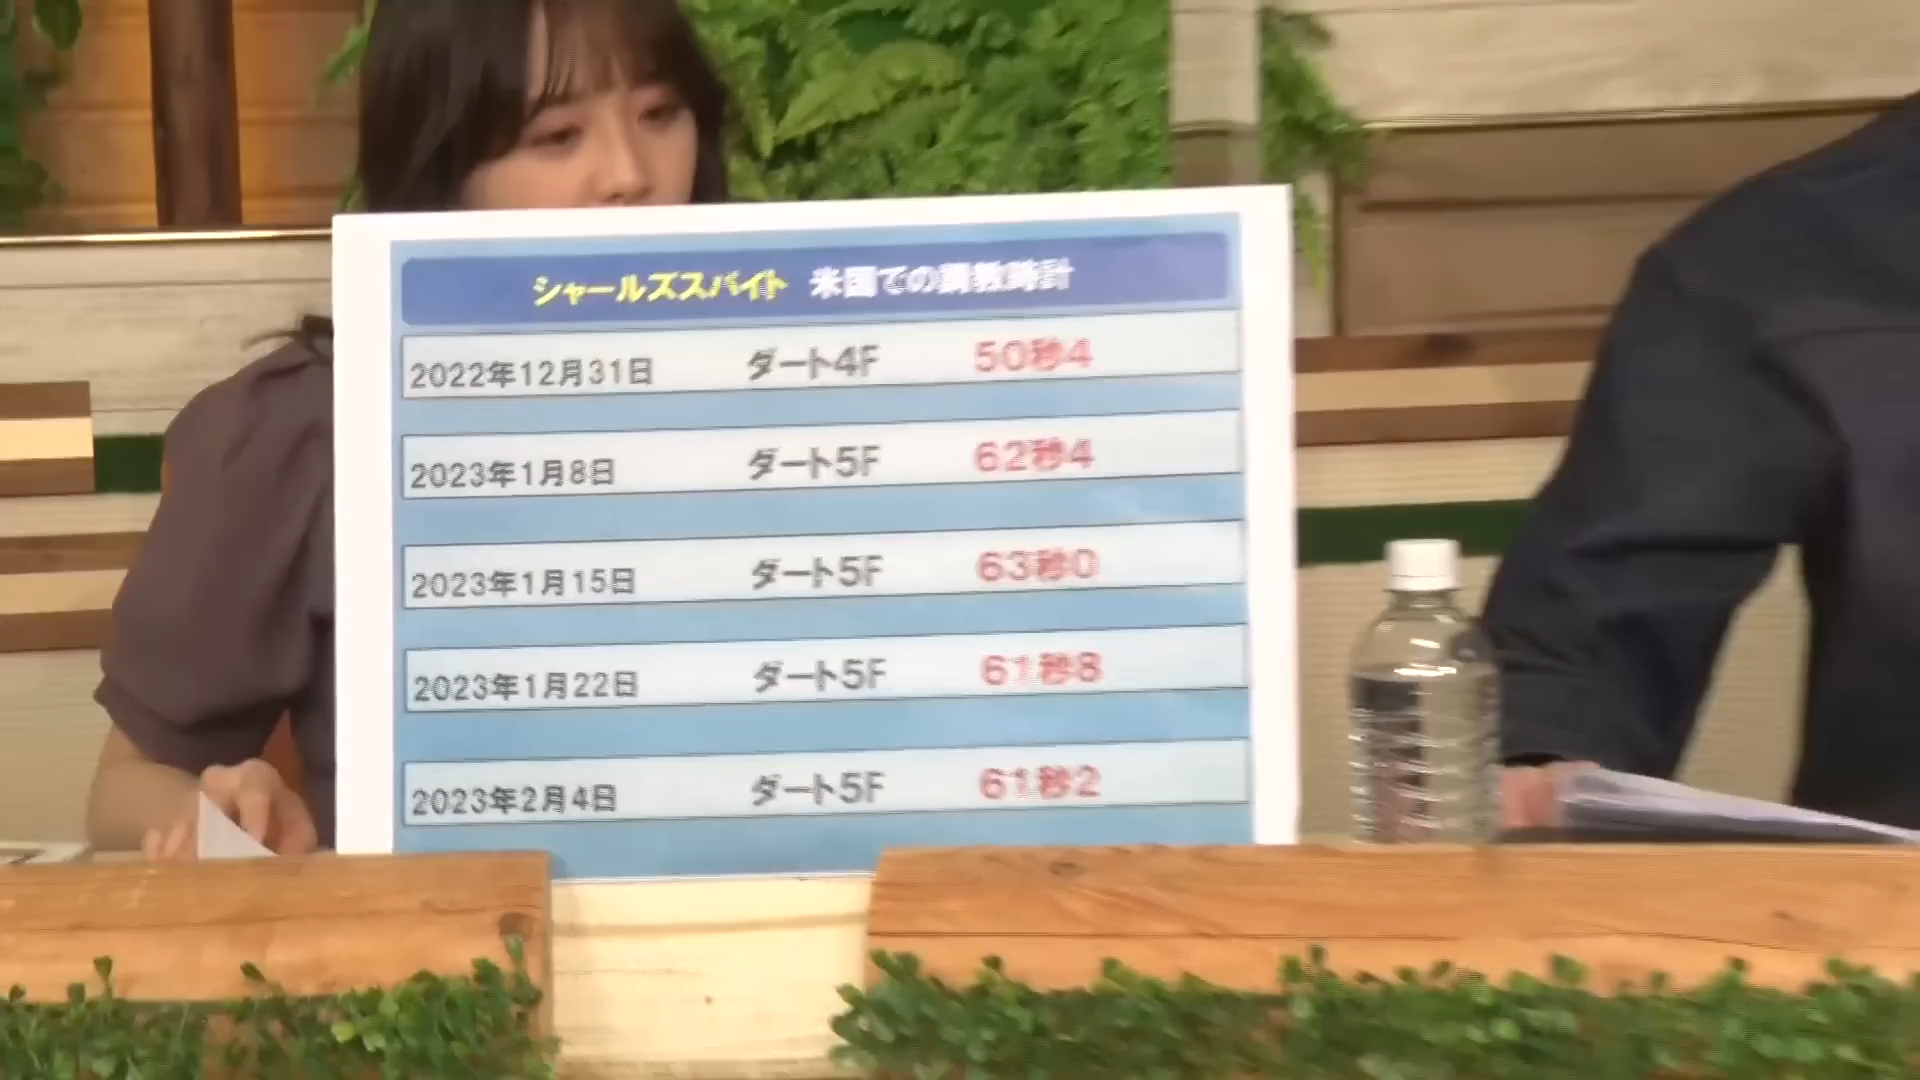 シャールズスパイト 米国での調教時計
2022年12月31日 ダート4F 50秒4
2023年1月8日 ダート5F 62秒4
2023年1月15日 ダート5F 63秒0
2023年1月22日 ダート5F 61秒8
2023年2月4日 ダート5F 61秒2